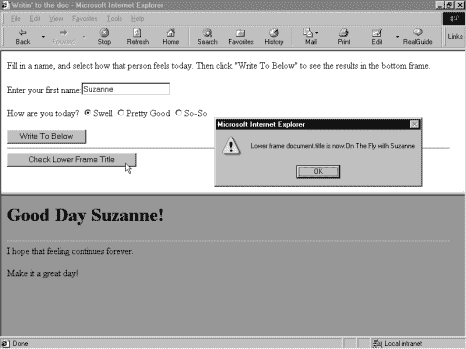 Writin' to the doc - Microsoft Internet Explorer
File Edit View Favorites Tools Help
Back Forward Stop Refresh Home Search Favorites History Mail Print Edit RealGuide Links
Fill in a name, and select how that person feels today. Then click "Write To Below" to see the results in the bottom frame.
Enter your first name: Suzanne
How are you today? Swell Pretty Good So-So
Write To Below
Check Lower Frame Title
Microsoft Internet Explorer
Lower frame document.title is now:On The Fly with Suzanne
OK
Good Day Suzanne!
I hope that feeling continues forever.
Make it a great day!
Done Local intranet